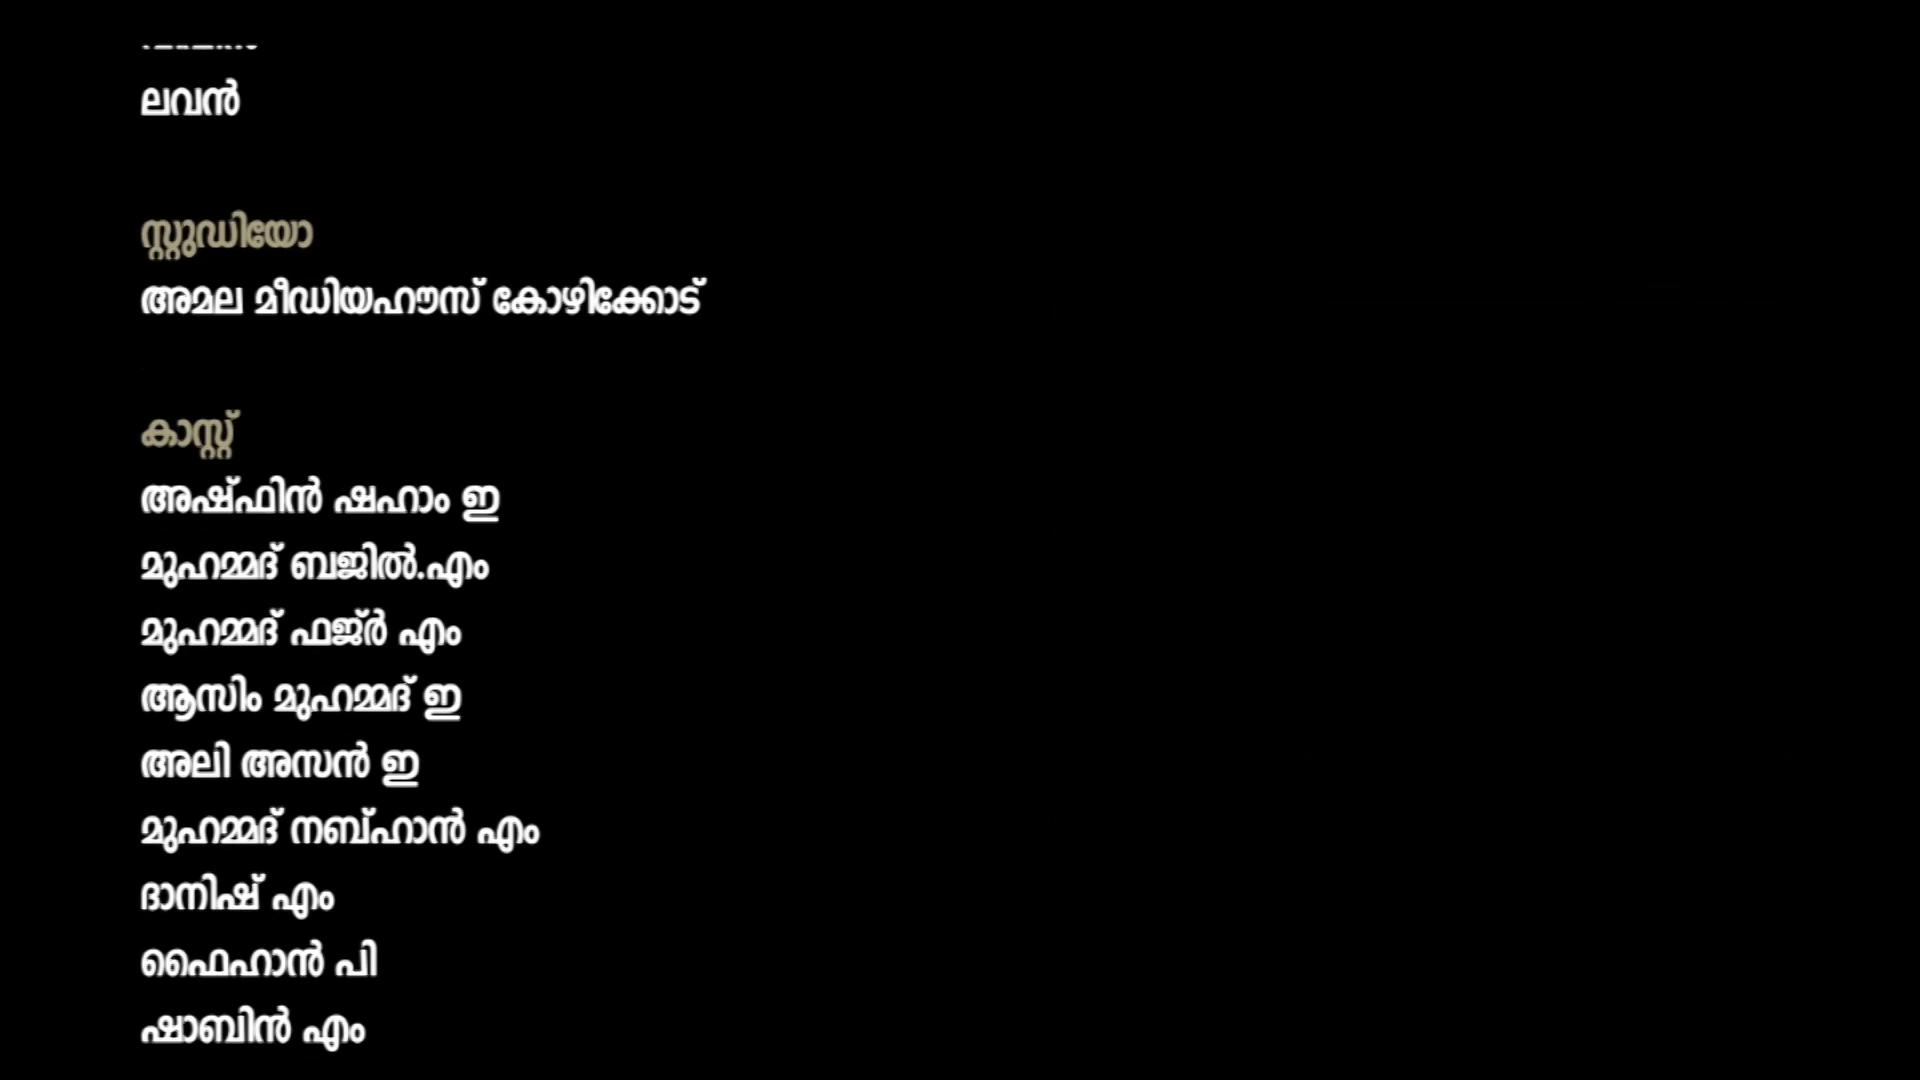 ലവൻ
സ്റ്റുഡിയോ
അമല മീഡിയഹൗസ് കോഴിക്കോട്
കാസ്റ്റ്
അഷ്ഫിൻ ഷഹാം ഇ
മുഹമ്മദ് ബജിൽ.എം
മുഹമ്മദ് ഫജ്ർ എം
ആസിം മുഹമ്മദ് ഇ
അലി അസൻ ഇ
മുഹമ്മദ് നബ്ഹാൻ എം
ദാനിഷ് എം
ഫൈഹാൻ പി
ഷാബിൻ എം